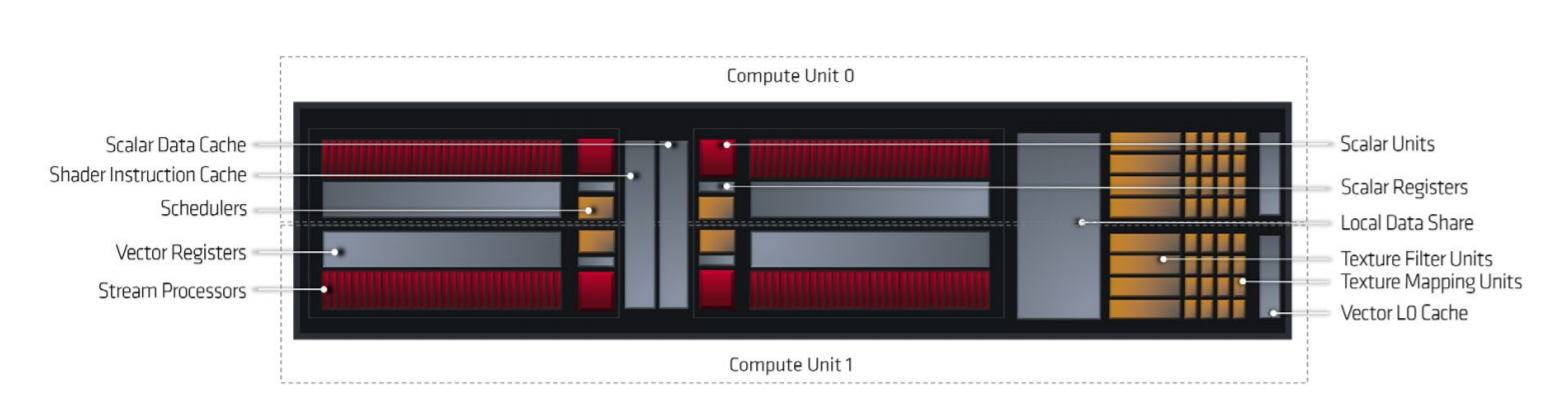 Compute Unit 0
Scalar Data Cache
Shader Instruction Cache
Schedulers
Vector Registers
Stream Processors
Scalar Units
Scalar Registers
Local Data Share
Texture Filter Units
Texture Mapping Units
Vector L0 Cache
Compute Unit 1